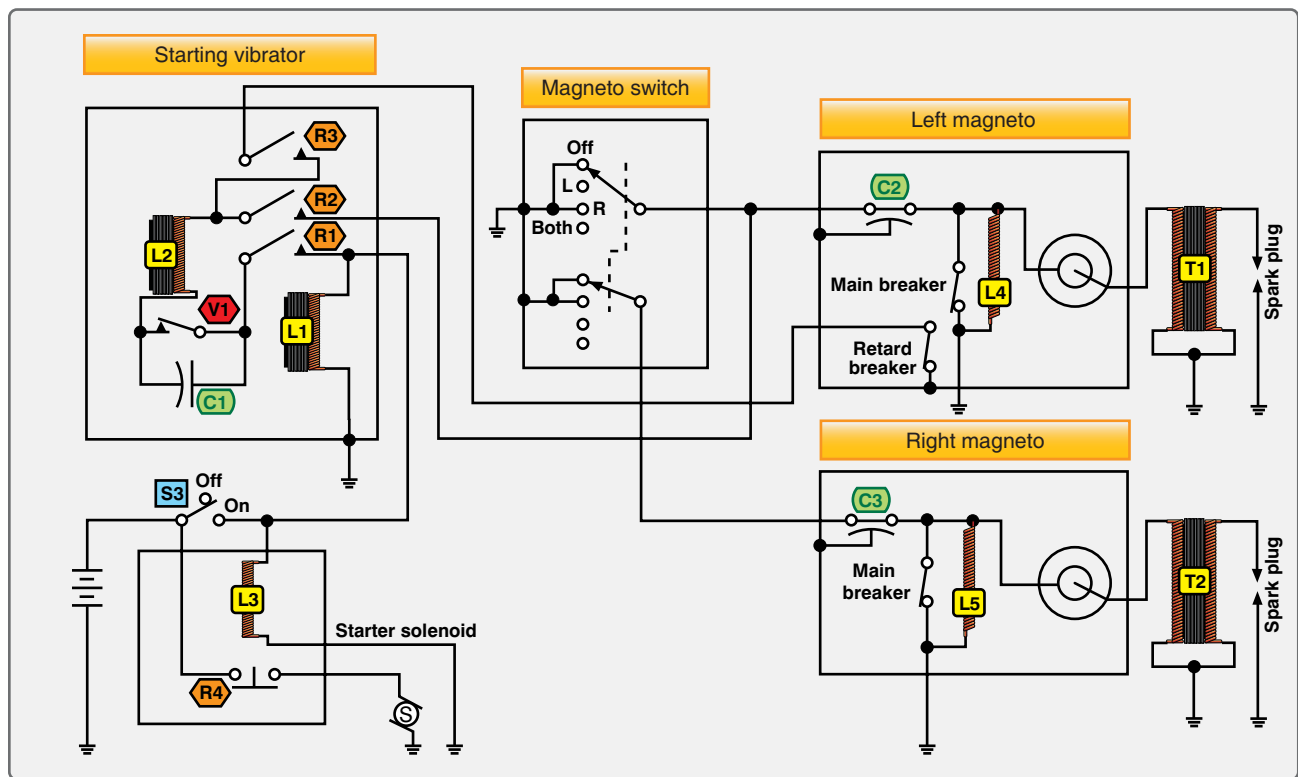 Starting vibrator
Magneto switch
Left magneto
R3
R2
R1
L2
V1
L1
C1
Off
L
R
Both
C2
Main breaker
L4
Retard
breaker
T1
Spark plug
Right magneto
S3
Off
On
L3
Starter solenoid
R4
S
C3
Main
breaker
L5
T2
Spark plug